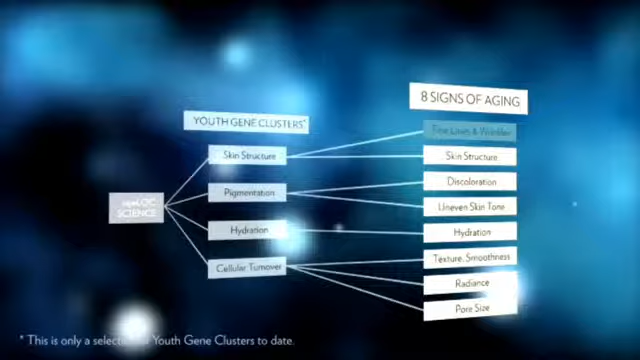 8 SIGNS OF AGING
YOUTH GENE CLUSTERS*
Fine Lines & Wrinkles
Skin Structure
Skin Structure
Discoloration
Pigmentation
Uneven Skin Tone
ageLOC
SCIENCE
Hydration
Hydration
Texture, Smoothness
Cellular Turnover
Radiance
Pore Size
* This is only a selection Youth Gene Clusters to date.